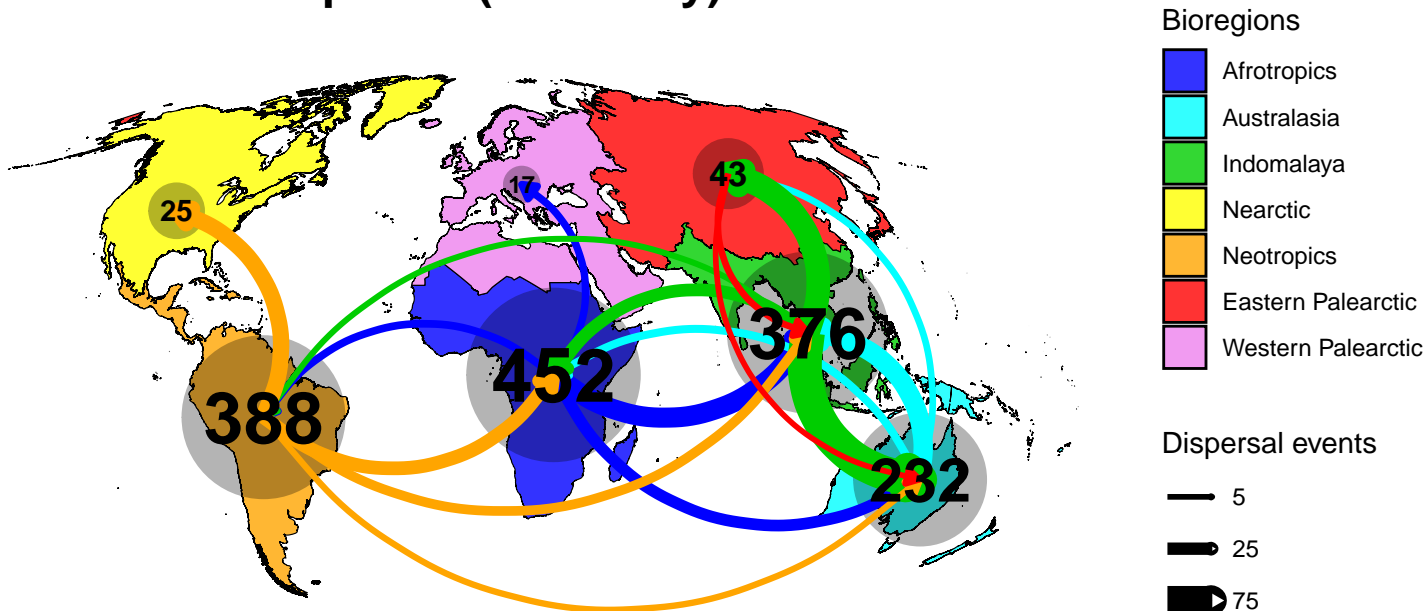 Bioregions
Afrotropics
Australasia
Indomalaya
Nearctic
Neotropics
Eastern Palearctic
Western Palearctic
Dispersal events
5
25
75
25
17
43
388
452
376
232